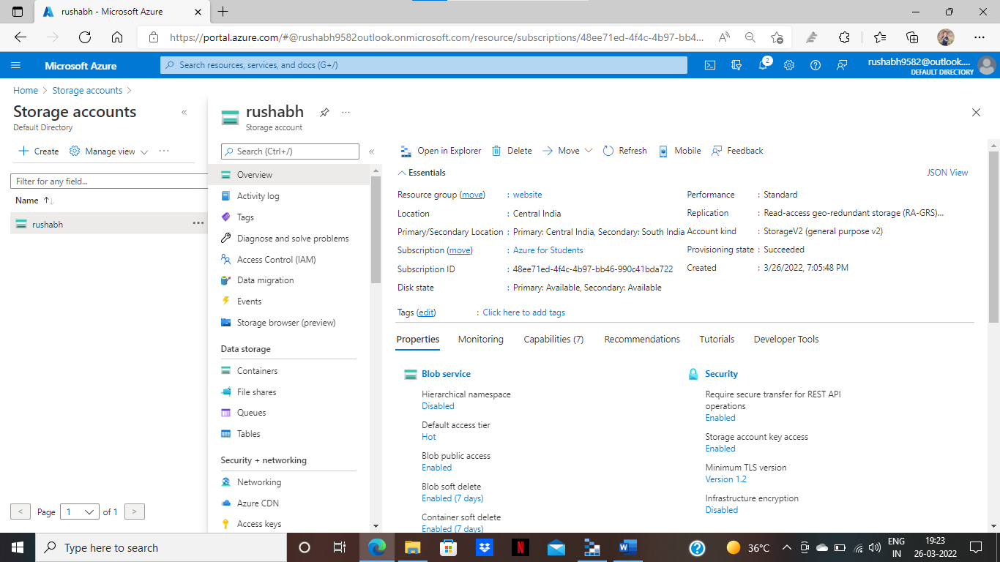 rushabh - Microsoft Azure
https://portal.azure.com/#@rushabh9582outlook.onmicrosoft.com/resource/subscriptions/48ee71ed-4f4c-4b97-bb4...
Microsoft Azure
Search resources, services, and docs (G+/)
2
rushabh9582@outlook....
DEFAULT DIRECTORY
Home > Storage accounts >
Storage accounts
Default Directory
Create
Manage view
Filter for any field...
Name
rushabh
Page 1 of 1
rushabh
Storage account
Search (Ctrl+/)
Overview
Activity log
Tags
Diagnose and solve problems
Access Control (IAM)
Data migration
Events
Storage browser (preview)
Data storage
Containers
File shares
Queues
Tables
Security + networking
Networking
Azure CDN
Access keys
Open in Explorer
Delete
Move
Refresh
Mobile
Feedback
Essentials
JSON View
Resource group (move) : website
Location : Central India
Primary/Secondary Location : Primary: Central India, Secondary: South India
Subscription (move) : Azure for Students
Subscription ID : 48ee71ed-4f4c-4b97-bb46-990c41bda722
Disk state : Primary: Available, Secondary: Available
Performance : Standard
Replication : Read-access geo-redundant storage (RA-GRS)...
Account kind : StorageV2 (general purpose v2)
Provisioning state : Succeeded
Created : 3/26/2022, 7:05:48 PM
Tags (edit) : Click here to add tags
Properties
Monitoring
Capabilities (7)
Recommendations
Tutorials
Developer Tools
Blob service
Hierarchical namespace
Disabled
Default access tier
Hot
Blob public access
Enabled
Blob soft delete
Enabled (7 days)
Container soft delete
Enabled (7 days)
Security
Require secure transfer for REST API
operations
Enabled
Storage account key access
Enabled
Minimum TLS version
Version 1.2
Infrastructure encryption
Disabled
Type here to search
36°C
ENG
IN
19:23
26-03-2022